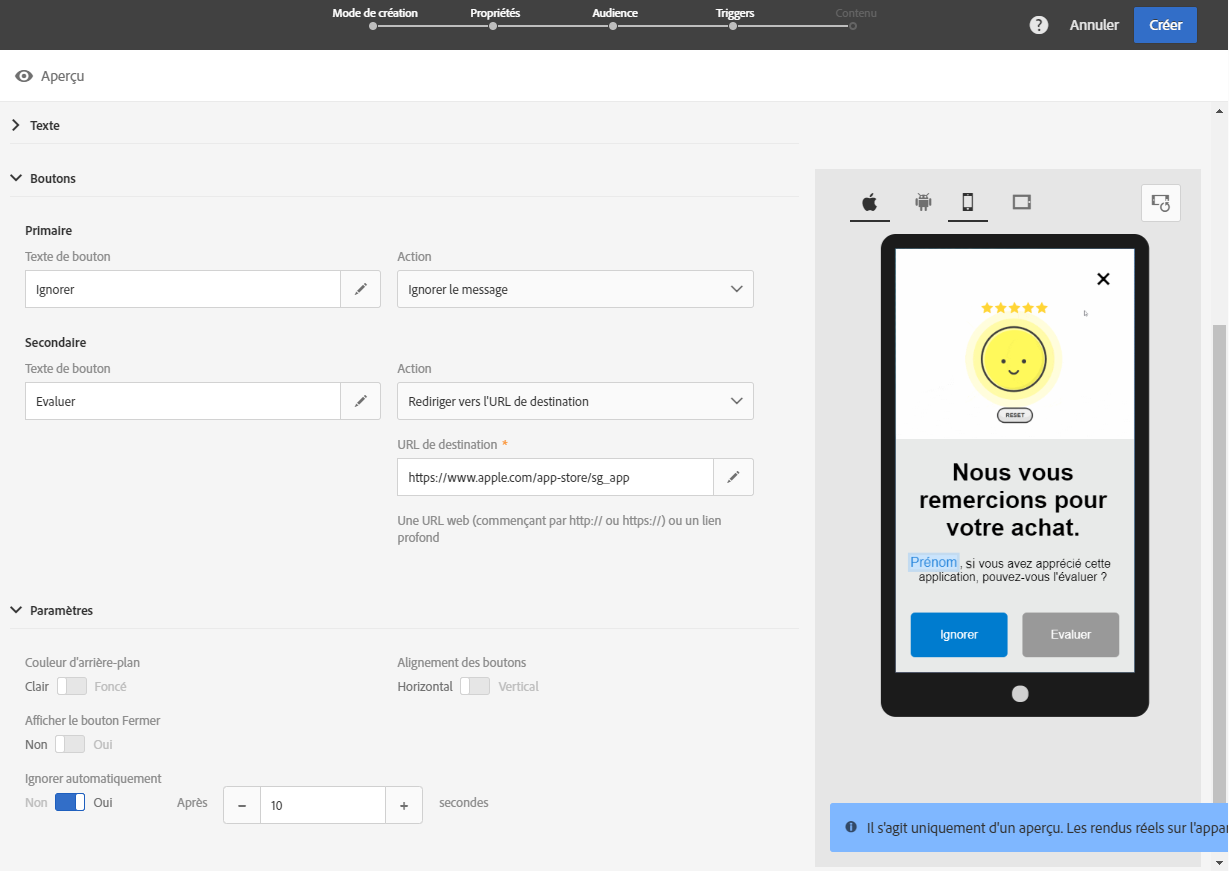 Mode de création
Propriétés
Audience
Triggers
Contenu
?
Annuler
Créer
Aperçu
Texte
Boutons
Primaire
Texte de bouton
Action
Ignorer
Ignorer le message
Secondaire
Texte de bouton
Action
Evaluer
Rediriger vers l'URL de destination
URL de destination *
https://www.apple.com/app-store/sg_app
Une URL web (commençant par http:// ou https://) ou un lien
profond
Paramètres
Couleur d'arrière-plan
Alignement des boutons
Clair
Foncé
Horizontal
Vertical
Afficher le bouton Fermer
Non
Oui
Ignorer automatiquement
Non
Oui
Après
− 10 +
secondes
RESET
Nous vous
remercions pour
votre achat.
Prénom, si vous avez apprécié cette
application, pouvez-vous l'évaluer ?
Ignorer
Evaluer
Il s'agit uniquement d'un aperçu. Les rendus réels sur l'appar